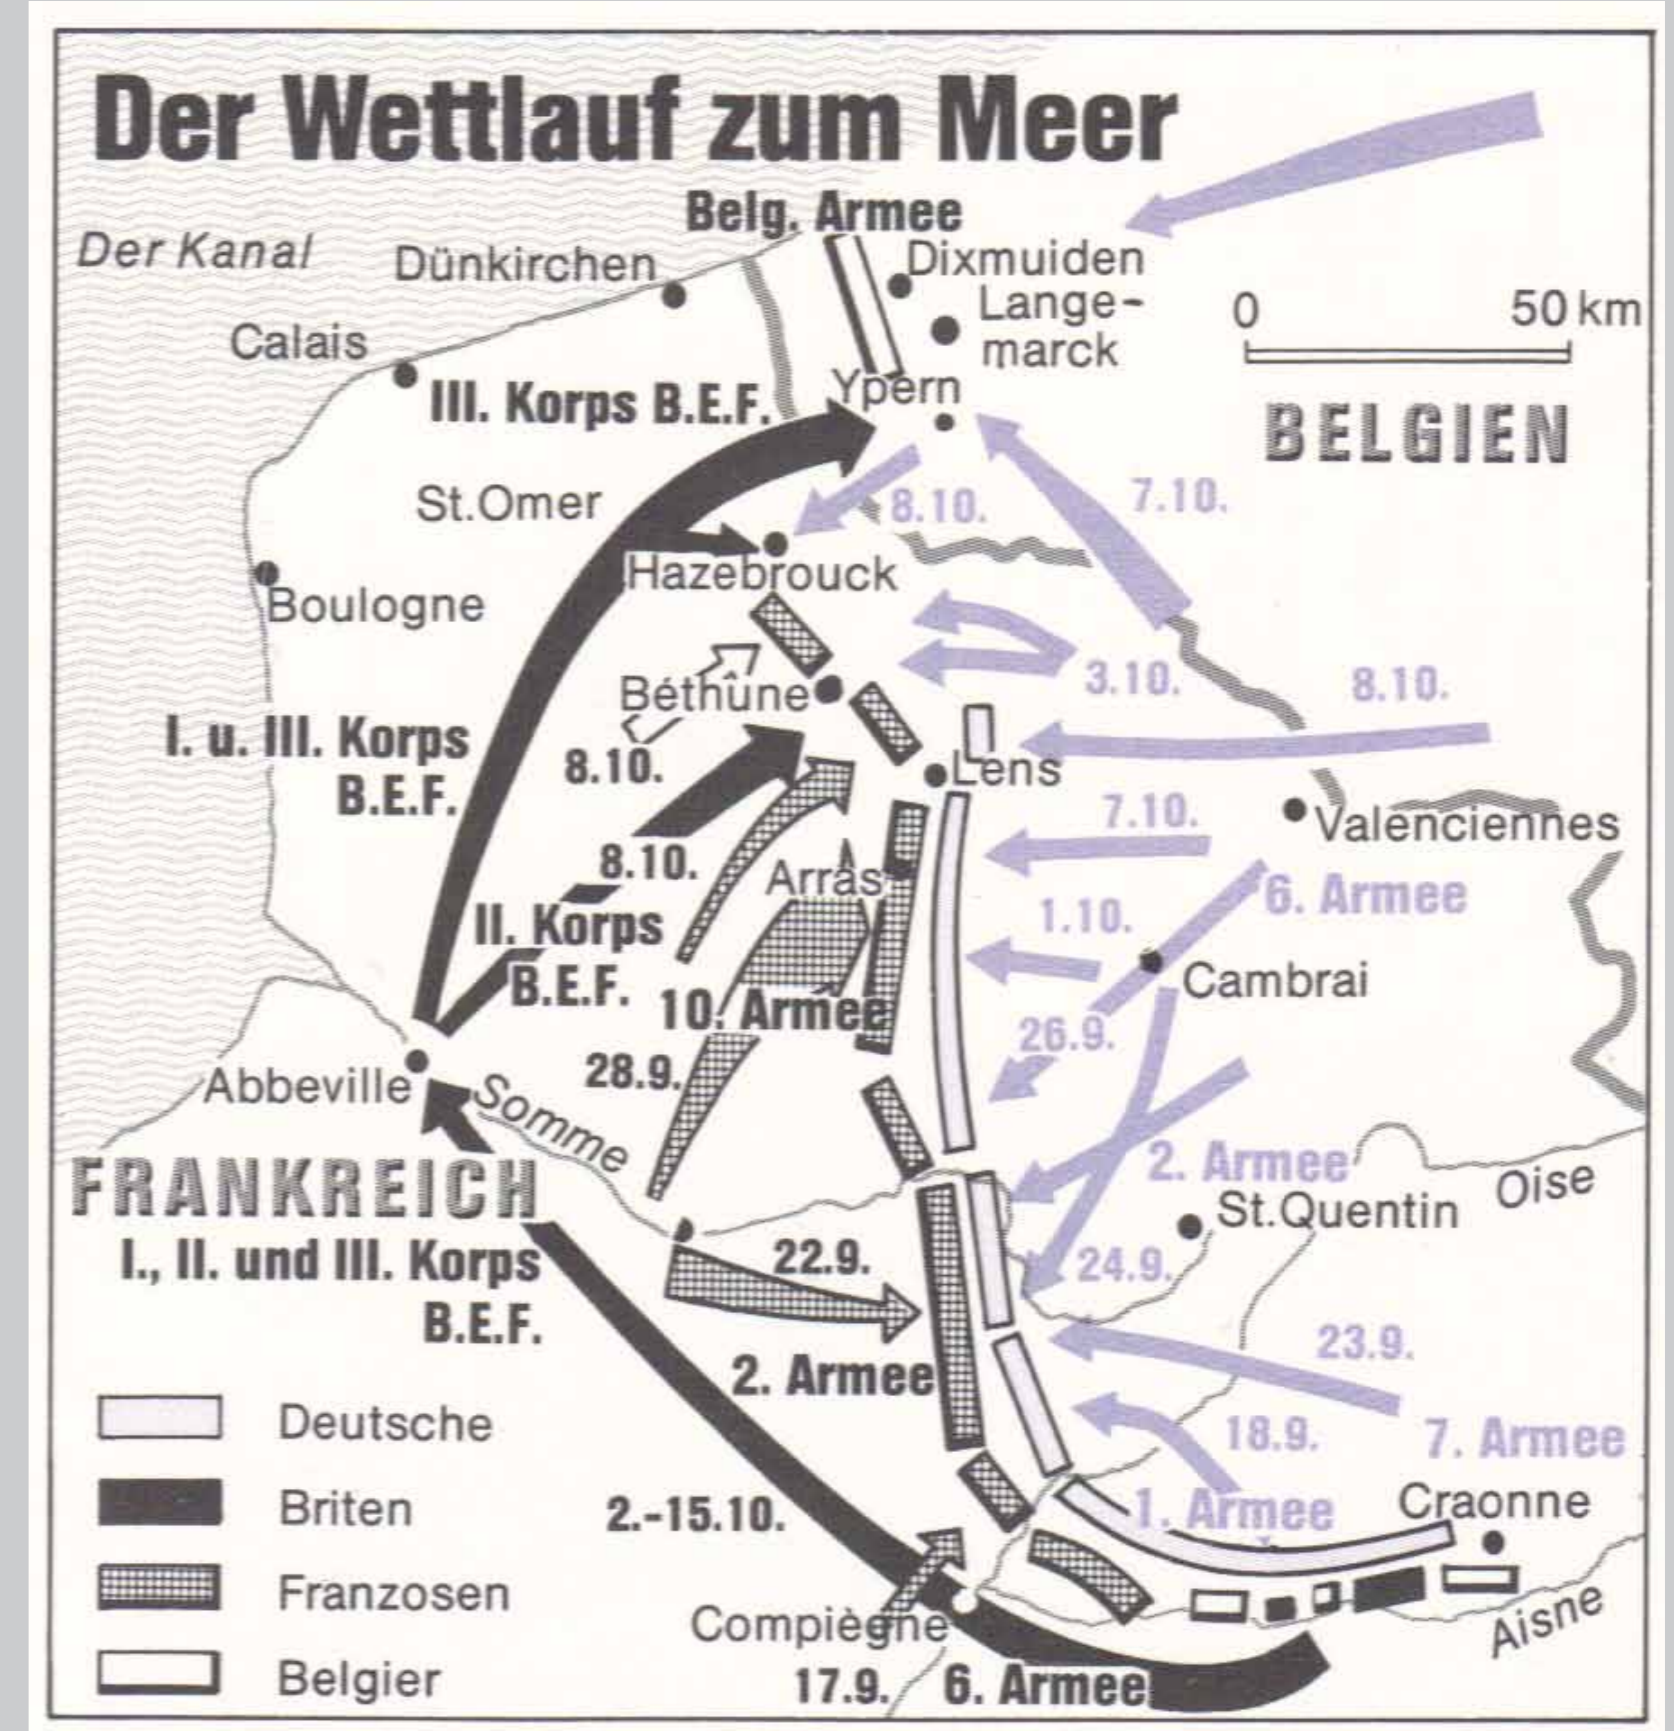 Der Wettlauf zum Meer
Belg. Armee
Der Kanal
Dünkirchen
Dixmuiden
Lange-
marck
0 50 km
Calais
III. Korps B.E.F.
Ypern
BELGIEN
St.Omer
8.10.
7.10.
Hazebrouck
Boulogne
Béthune
3.10.
8.10.
I. u. III. Korps
B.E.F.
8.10.
Lens
7.10.
Valenciennes
8.10.
Arras
6. Armee
II. Korps
B.E.F.
1.10.
Cambrai
10. Armee
26.9.
28.9.
Abbeville
Somme
2. Armee
FRANKREICH
Oise
St.Quentin
I., II. und III. Korps
B.E.F.
22.9.
24.9.
23.9.
2. Armee
18.9.
7. Armee
Deutsche
Briten
Franzosen
Belgier
2.-15.10.
1. Armee
Craonne
Compiègne
Aisne
17.9.
6. Armee